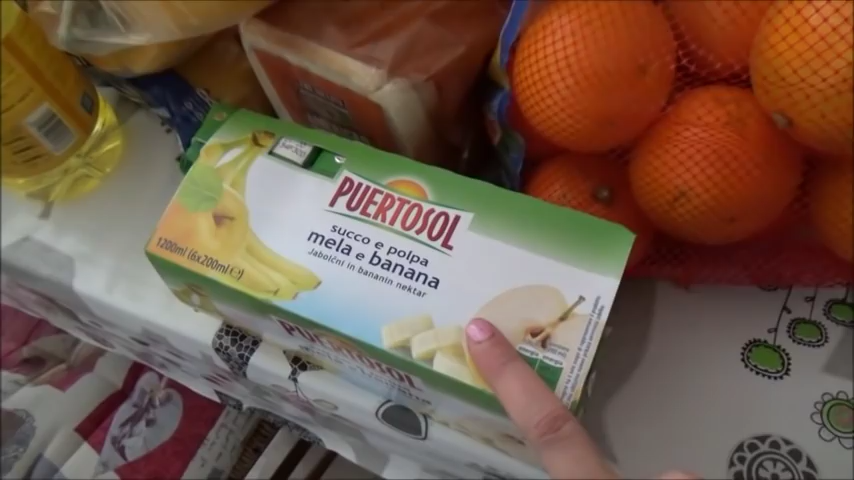 PUERTOSOL
succo e polpa
mela e banana
Jabolčni in bananin nektar
1200ml (6x200ml ℮)
PUERTOSOL